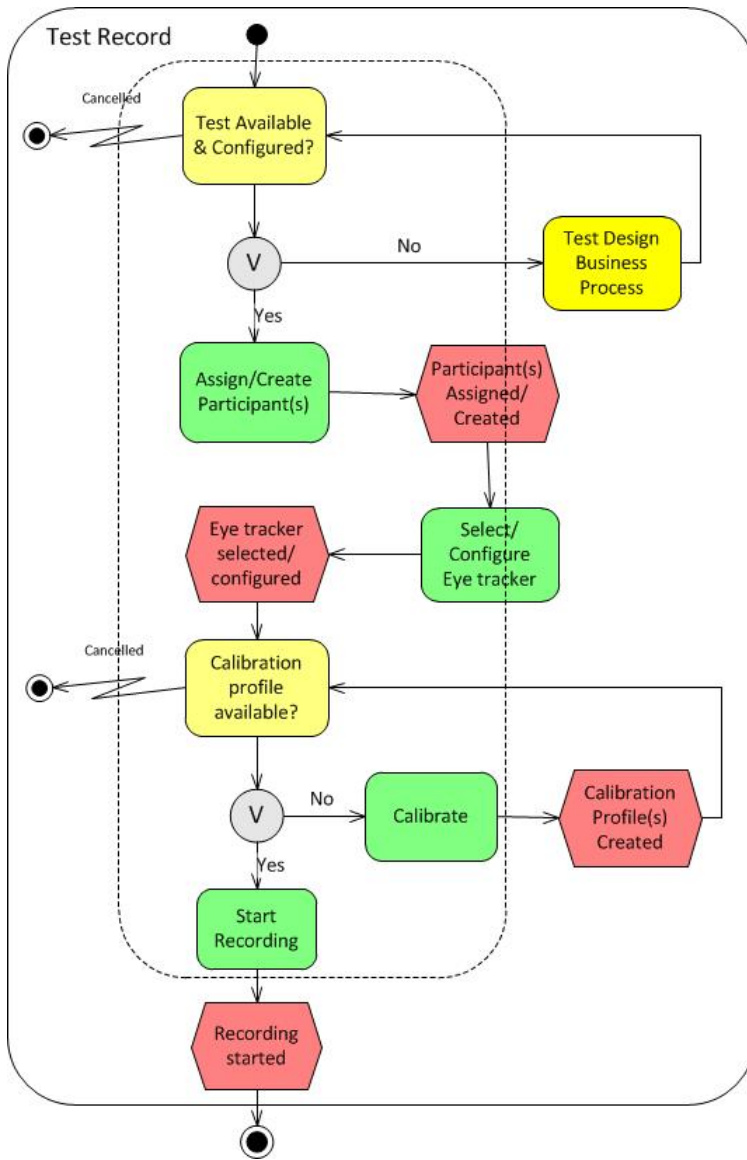 Test Record
Cancelled
Test Available
& Configured?
V
No
Test Design
Business
Process
Yes
Assign/Create
Participant(s)
Participant(s)
Assigned/
Created
Eye tracker
selected/
configured
Select/
Configure
Eye tracker
Cancelled
Calibration
profile
available?
V
No
Calibrate
Calibration
Profile(s)
Created
Yes
Start
Recording
Recording
started